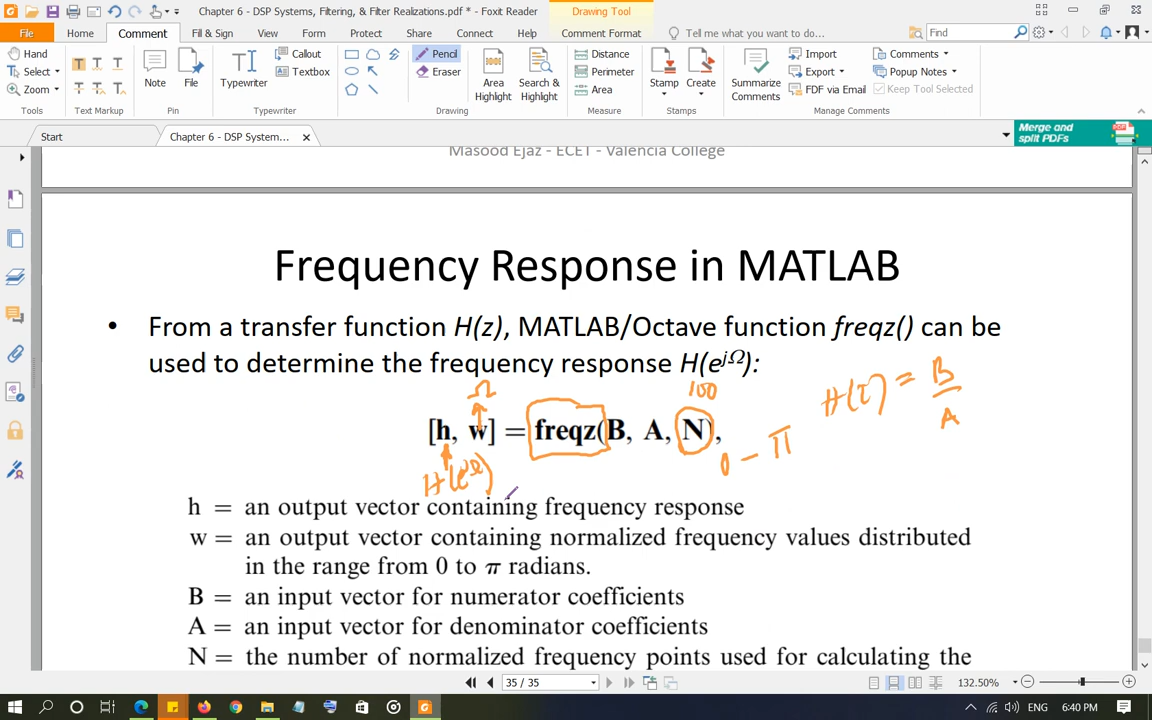 Chapter 6 - DSP Systems, Filtering, & Filter Realizations.pdf * - Foxit Reader
Drawing Tool
File Home Comment Fill & Sign View Form Protect Share Connect Help Comment Format Tell me what you want to do... Find
Hand
Select
Zoom
Tools
Text Markup
Note
File
Pin
Typewriter
Callout
Textbox
Typewriter
Pencil
Eraser
Drawing
Area Highlight
Search & Highlight
Distance
Perimeter
Area
Measure
Stamp
Create
Stamps
Summarize Comments
Import
Export
FDF via Email
Comments
Popup Notes
Keep Tool Selected
Manage Comments
Start
Chapter 6 - DSP System...
Merge and
split PDFs
Masood Ejaz - ECET - Valencia College
Frequency Response in MATLAB
• From a transfer function H(z), MATLAB/Octave function freqz() can be
used to determine the frequency response H(e^jΩ):
Ω
100
H(z) = B/A
[h, w] = freqz(B, A, N),
0 - π
H(e^jΩ)
h = an output vector containing frequency response
w = an output vector containing normalized frequency values distributed
in the range from 0 to π radians.
B = an input vector for numerator coefficients
A = an input vector for denominator coefficients
N = the number of normalized frequency points used for calculating the
35 / 35
132.50%
ENG 6:40 PM